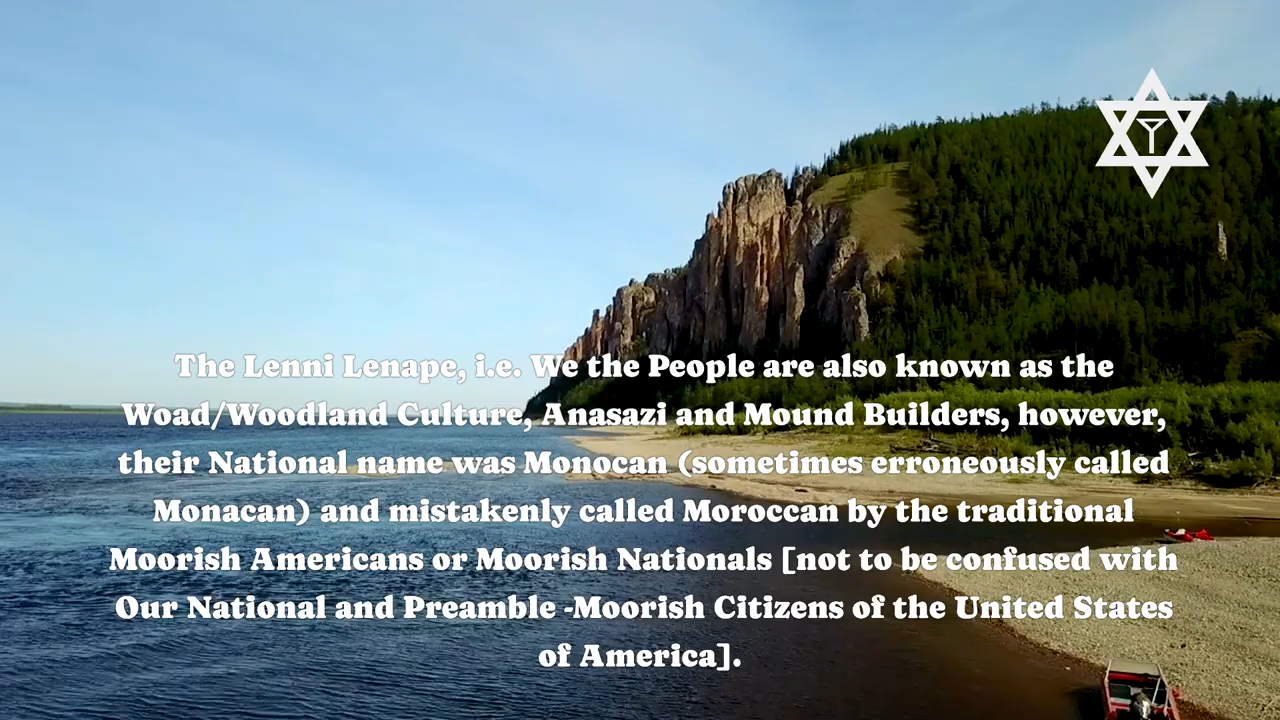 The Lenni Lenape, i.e. We the People are also known as the
Woad/Woodland Culture, Anasazi and Mound Builders, however,
their National name was Monocan (sometimes erroneously called
Monacan) and mistakenly called Moroccan by the traditional
Moorish Americans or Moorish Nationals [not to be confused with
Our National and Preamble -Moorish Citizens of the United States
of America].